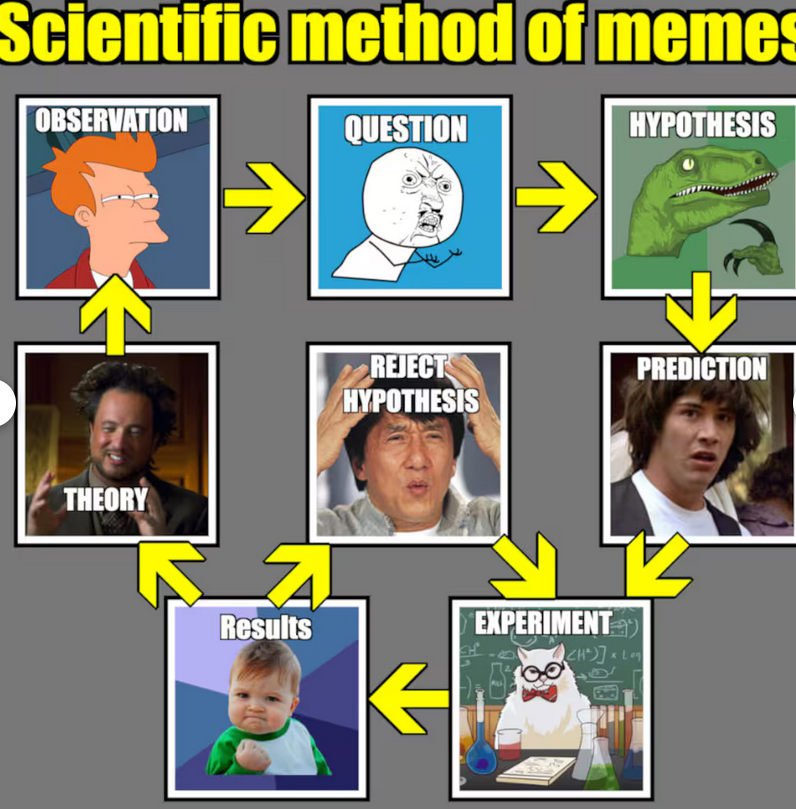 Scientific method of memes
OBSERVATION
QUESTION
HYPOTHESIS
THEORY
REJECT
HYPOTHESIS
PREDICTION
Results
EXPERIMENT